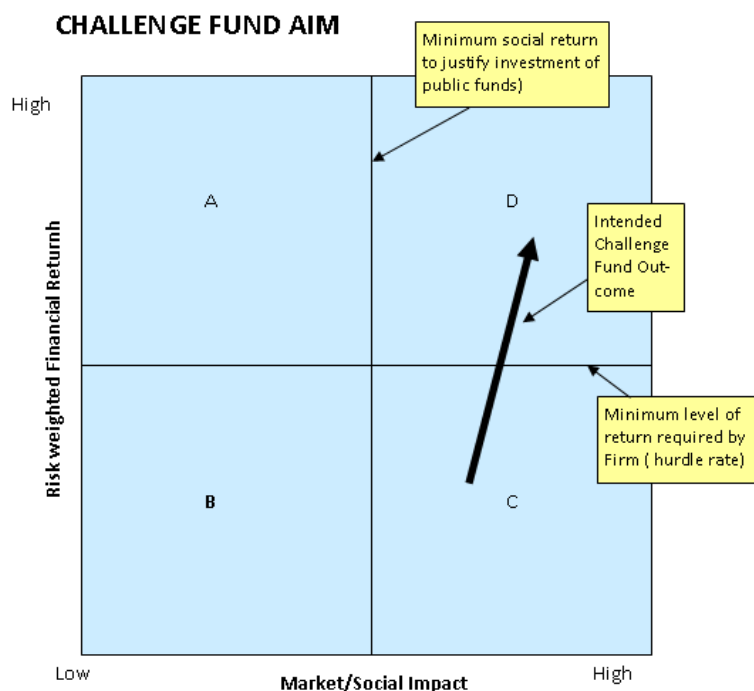 CHALLENGE FUND AIM
Minimum social return
to justify investment of
public funds)
High
A
D
Intended
Challenge
Fund Out-
come
Risk weighted Financial Returnh
Minimum level of
return required by
Firm ( hurdle rate)
B
C
Low
Market/Social Impact
High